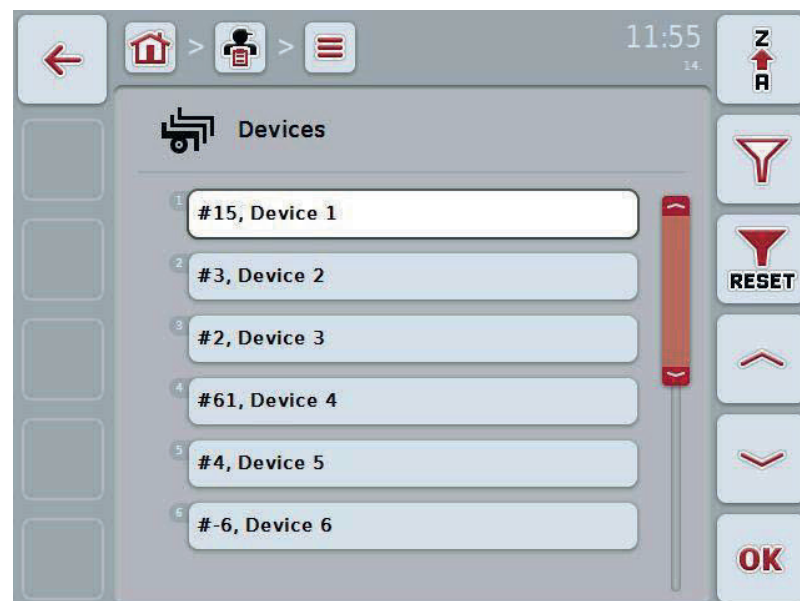 > > 11:55
14.
Z
A
Devices
1
#15, Device 1
2
#3, Device 2
RESET
3
#2, Device 3
4
#61, Device 4
5
#4, Device 5
6
#-6, Device 6
OK